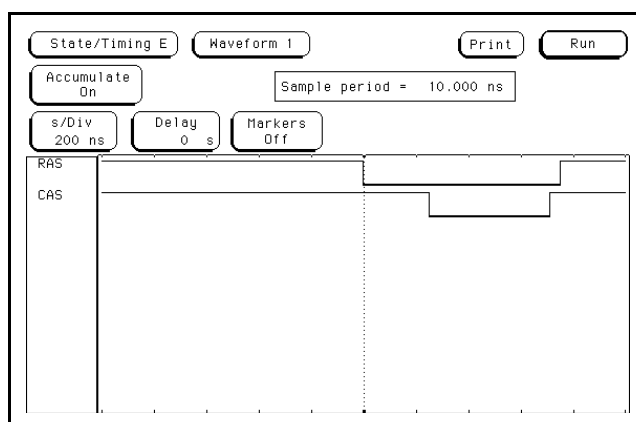 State/Timing E Waveform 1 Print Run
Accumulate
On
Sample period = 10.000 ns
s/Div
200 ns
Delay
0 s
Markers
Off
RAS
CAS